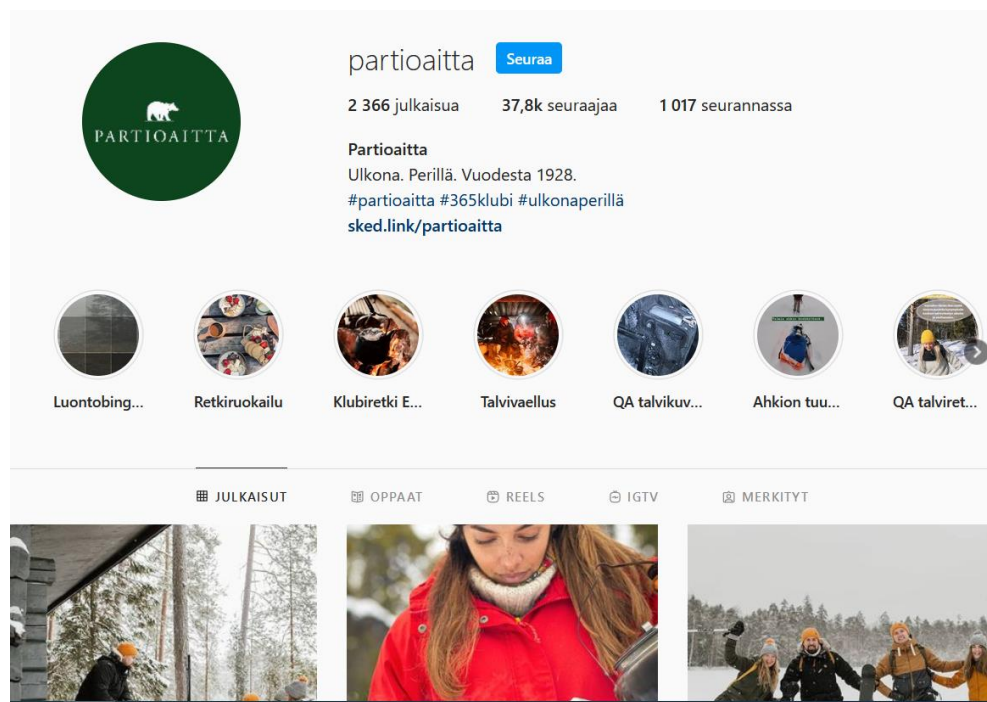 PARTIOAITTA
partioaitta
Seuraa
2 366 julkaisua 37,8k seuraajaa 1 017 seurannassa
Partioaitta
Ulkona. Perillä. Vuodesta 1928.
#partioaitta #365klubi #ulkonaperillä
sked.link/partioaitta
Luontobing... Retkiruokailu Klubiretki E... Talvivaellus QA talvikuv... Ahkion tuu... QA talviret...
JULKAISUT OPPAAT REELS IGTV MERKITYT